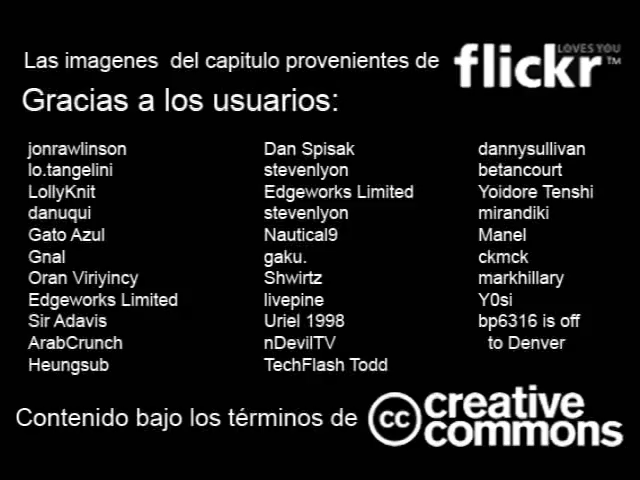 Las imagenes del capitulo provenientes de flickr LOVES YOU ™
Gracias a los usuarios:
jonrawlinson
lo.tangelini
LollyKnit
danuqui
Gato Azul
Gnal
Oran Viriyincy
Edgeworks Limited
Sir Adavis
ArabCrunch
Heungsub
Dan Spisak
stevenlyon
Edgeworks Limited
stevenlyon
Nautical9
gaku.
Shwirtz
livepine
Uriel 1998
nDevilTV
TechFlash Todd
dannysullivan
betancourt
Yoidore Tenshi
mirandiki
Manel
ckmck
markhillary
Y0si
bp6316 is off
to Denver
Contenido bajo los términos de cc creative commons